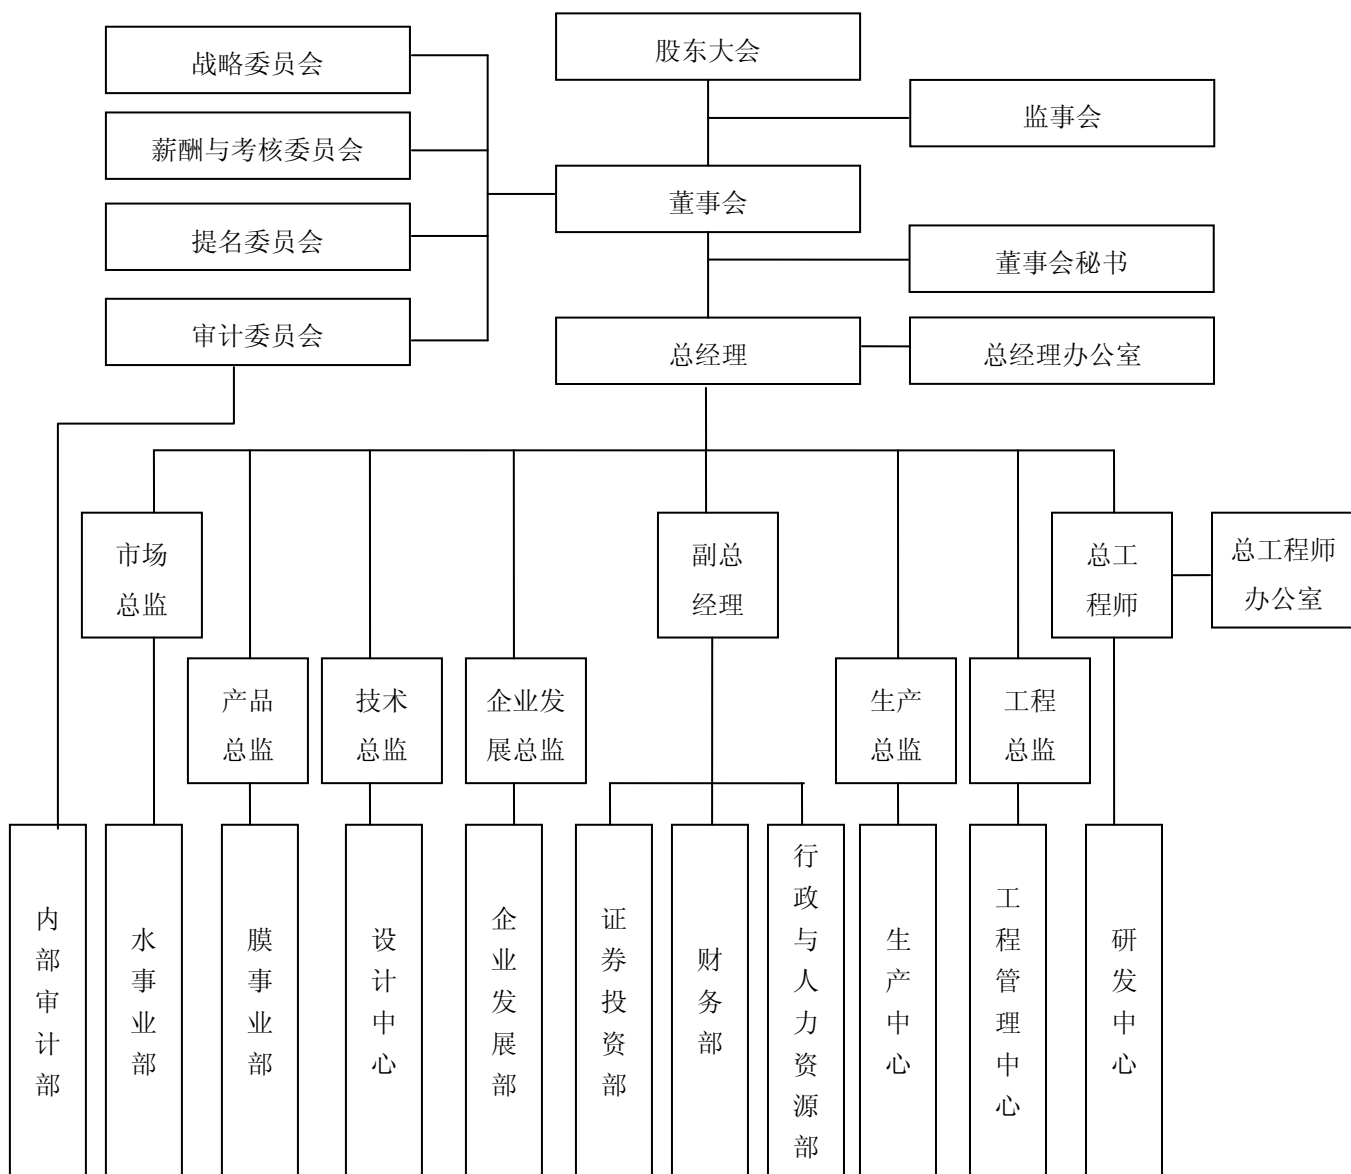 战略委员会
股东大会
监事会
薪酬与考核委员会
董事会
提名委员会
董事会秘书
审计委员会
总经理
总经理办公室
市场
总监
副总
经理
总工
程师
总工程师
办公室
产品
总监
技术
总监
企业发
展总监
生产
总监
工程
总监
内部审计部
水事业部
膜事业部
设计中心
企业发展部
证券投资部
财务部
行政与人力资源部
生产中心
工程管理中心
研发中心